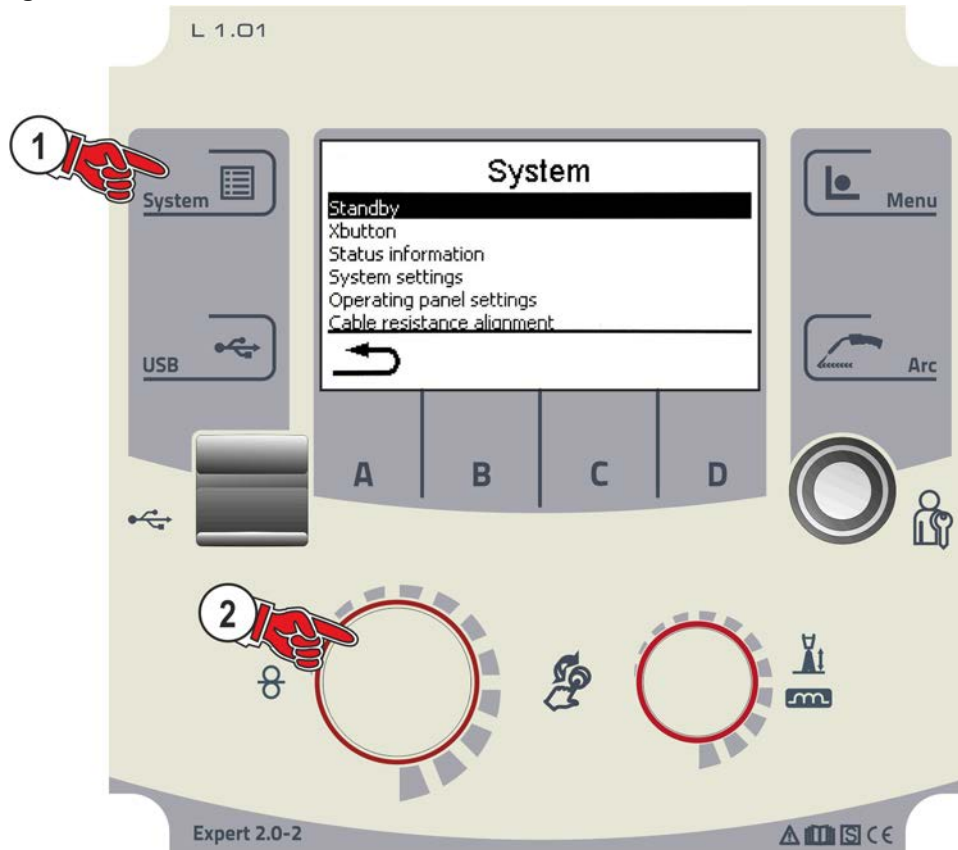 L 1.01
1
System
Menu
System
Standby
Xbutton
Status information
System settings
Operating panel settings
Cable resistance alignment
USB
Arc
A B C D
2
Expert 2.0-2
S CE